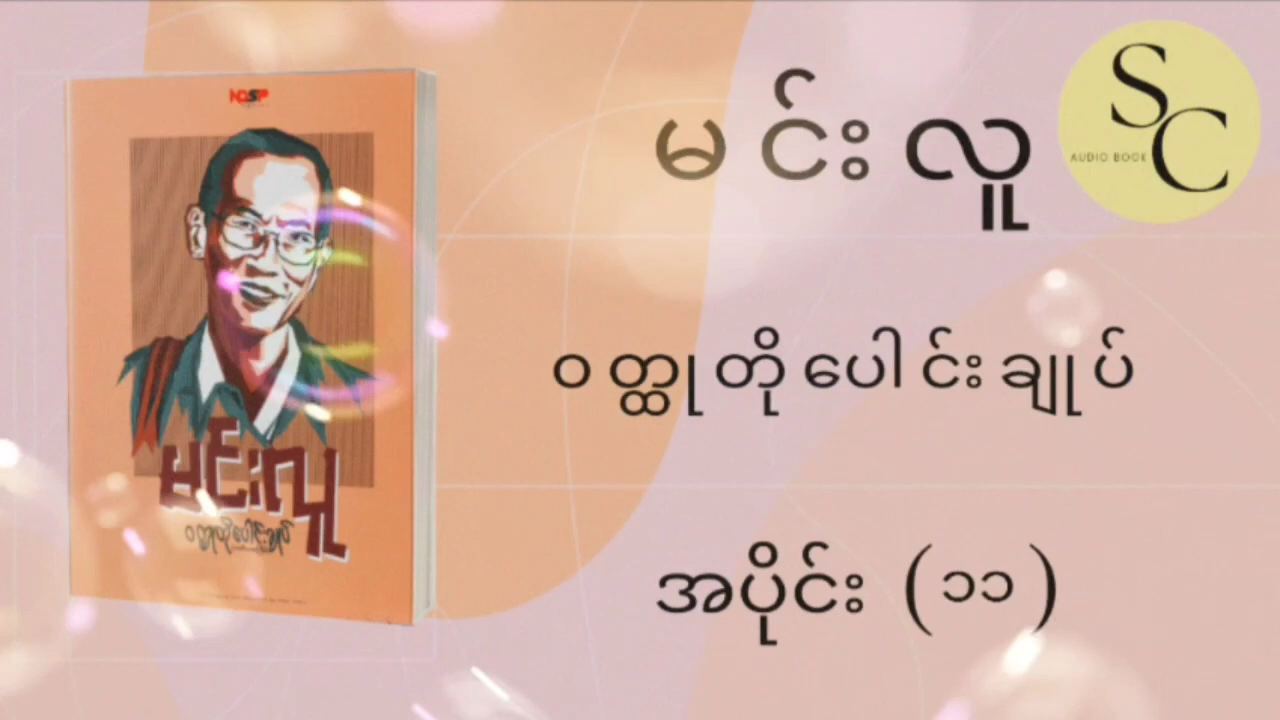 မင်းလူ
S
C
AUDIO BOOK
ဝတ္ထုတိုပေါင်းချုပ်
အပိုင်း (၁၁)
မင်းလူ
ဝတ္ထုတိုပေါင်းချုပ်